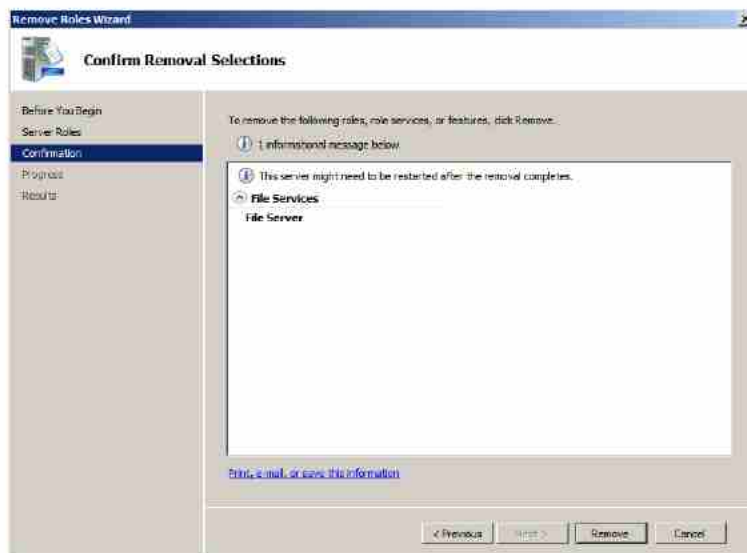 Remove Roles Wizard
Confirm Removal Selections
Before You Begin
Server Roles
Confirmation
Progress
Results
To remove the following roles, role services, or features, click Remove.
1 informational message below
This server might need to be restarted after the removal completes.
File Services
File Server
Print, e-mail, or save this information
< Previous
Next >
Remove
Cancel